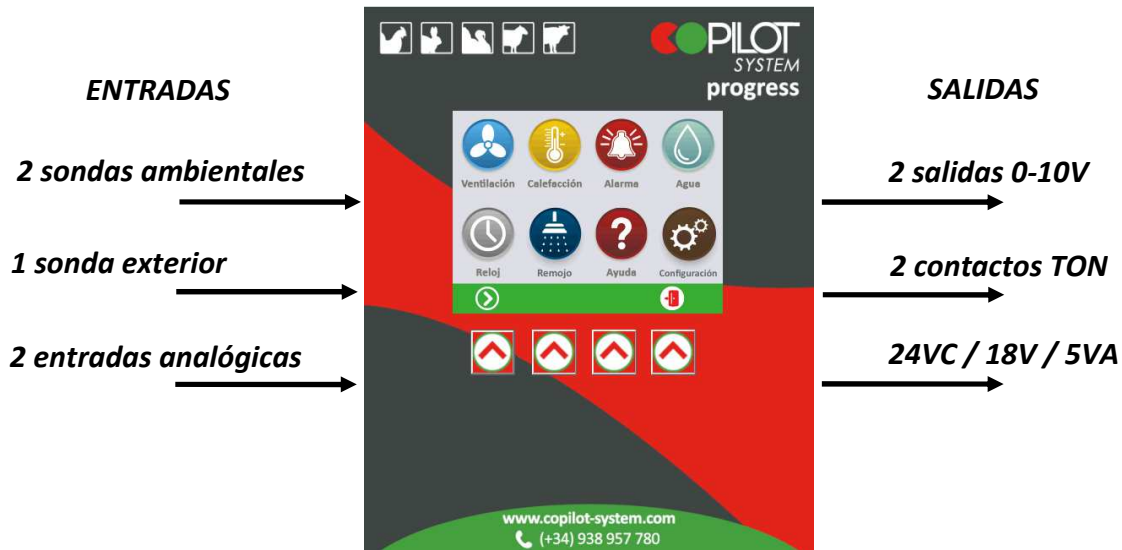 COPILOT
SYSTEM
progress
ENTRADAS
SALIDAS
2 sondas ambientales
2 salidas 0-10V
1 sonda exterior
2 contactos TON
2 entradas analógicas
24VC / 18V / 5VA
Ventilación Calefacción Alarma Agua
Reloj Remojo Ayuda Configuración
www.copilot-system.com
(+34) 938 957 780